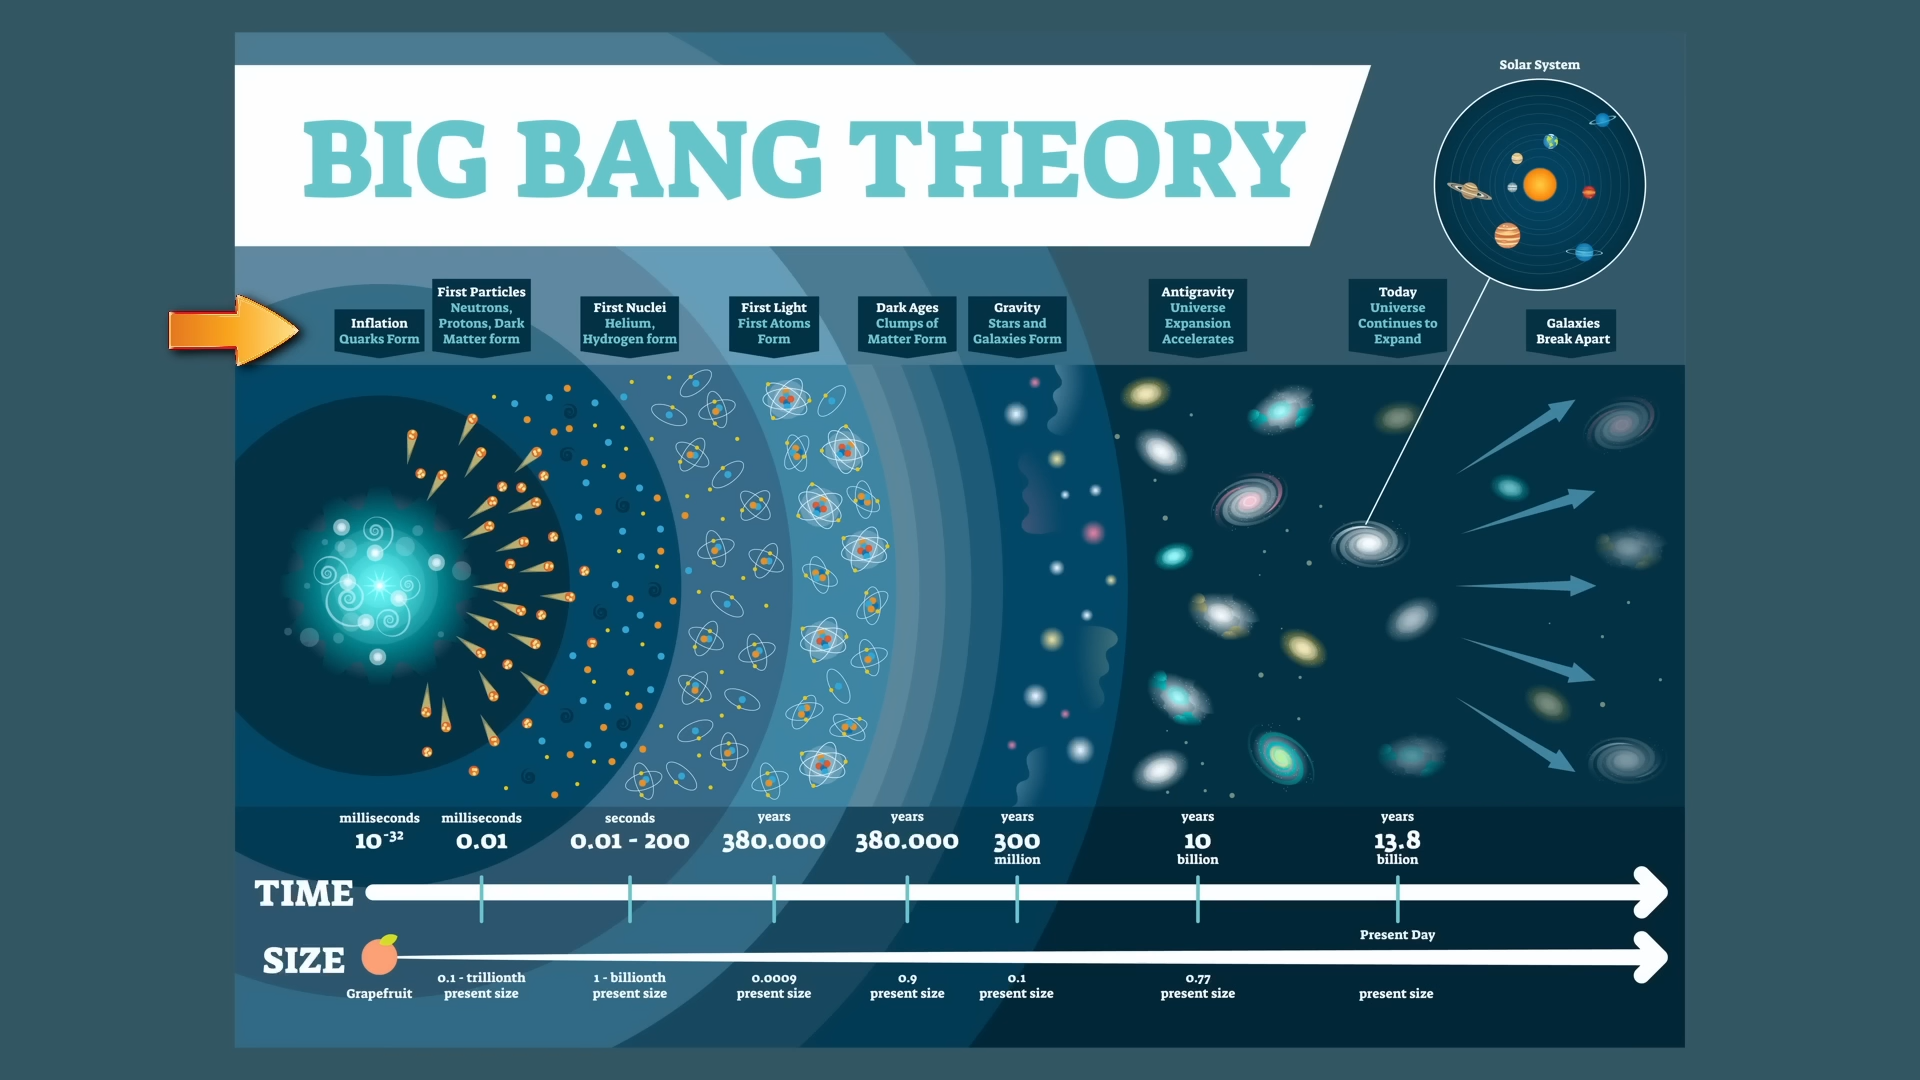 Solar System
BIG BANG THEORY
Inflation
Quarks Form
First Particles
Neutrons,
Protons, Dark
Matter form
First Nuclei
Helium,
Hydrogen form
First Light
First Atoms
Form
Dark Ages
Clumps of
Matter Form
Gravity
Stars and
Galaxies Form
Antigravity
Universe
Expansion
Accelerates
Today
Universe
Continues to
Expand
Galaxies
Break Apart
milliseconds
10⁻³²
milliseconds
0.01
seconds
0.01 - 200
years
380.000
years
380.000
years
300
million
years
10
billion
years
13.8
billion
TIME
Present Day
SIZE
Grapefruit
0.1 - trillionth
present size
1 - billionth
present size
0.0009
present size
0.9
present size
0.1
present size
0.77
present size
present size